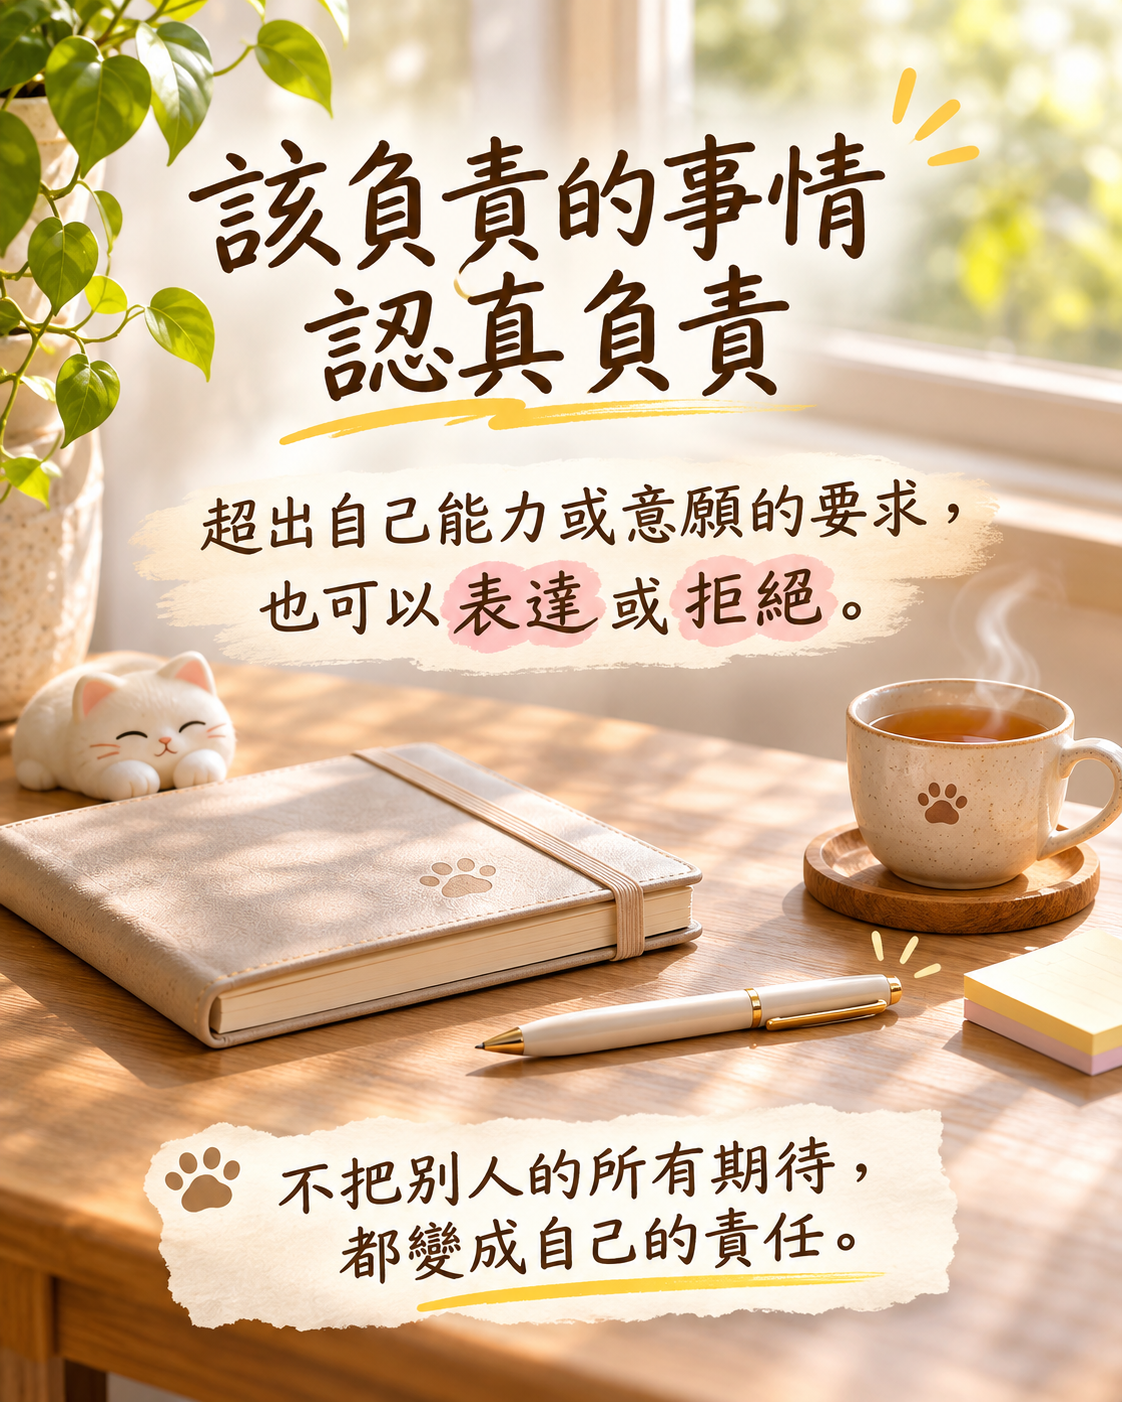 該負責的事情
認真負責
超出自己能力或意願的要求，
也可以表達或拒絕。
不把別人的所有期待，
都變成自己的責任。